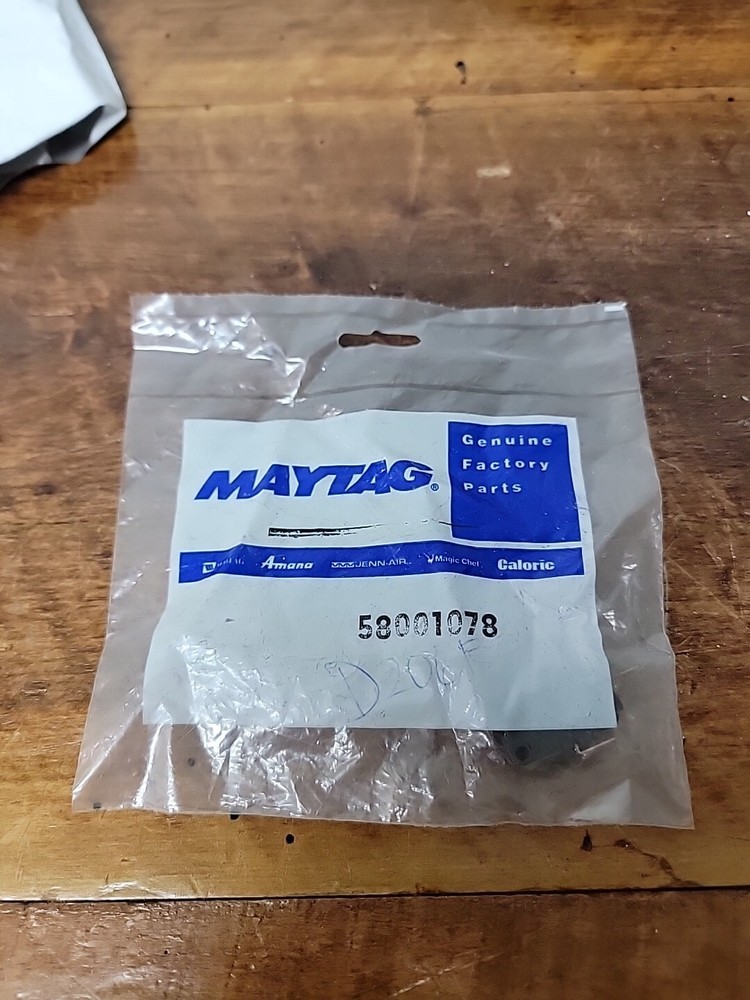 MAYTAG®
Genuine
Factory
Parts
Amana JENN-AIR Magic Chef Caloric
58001078